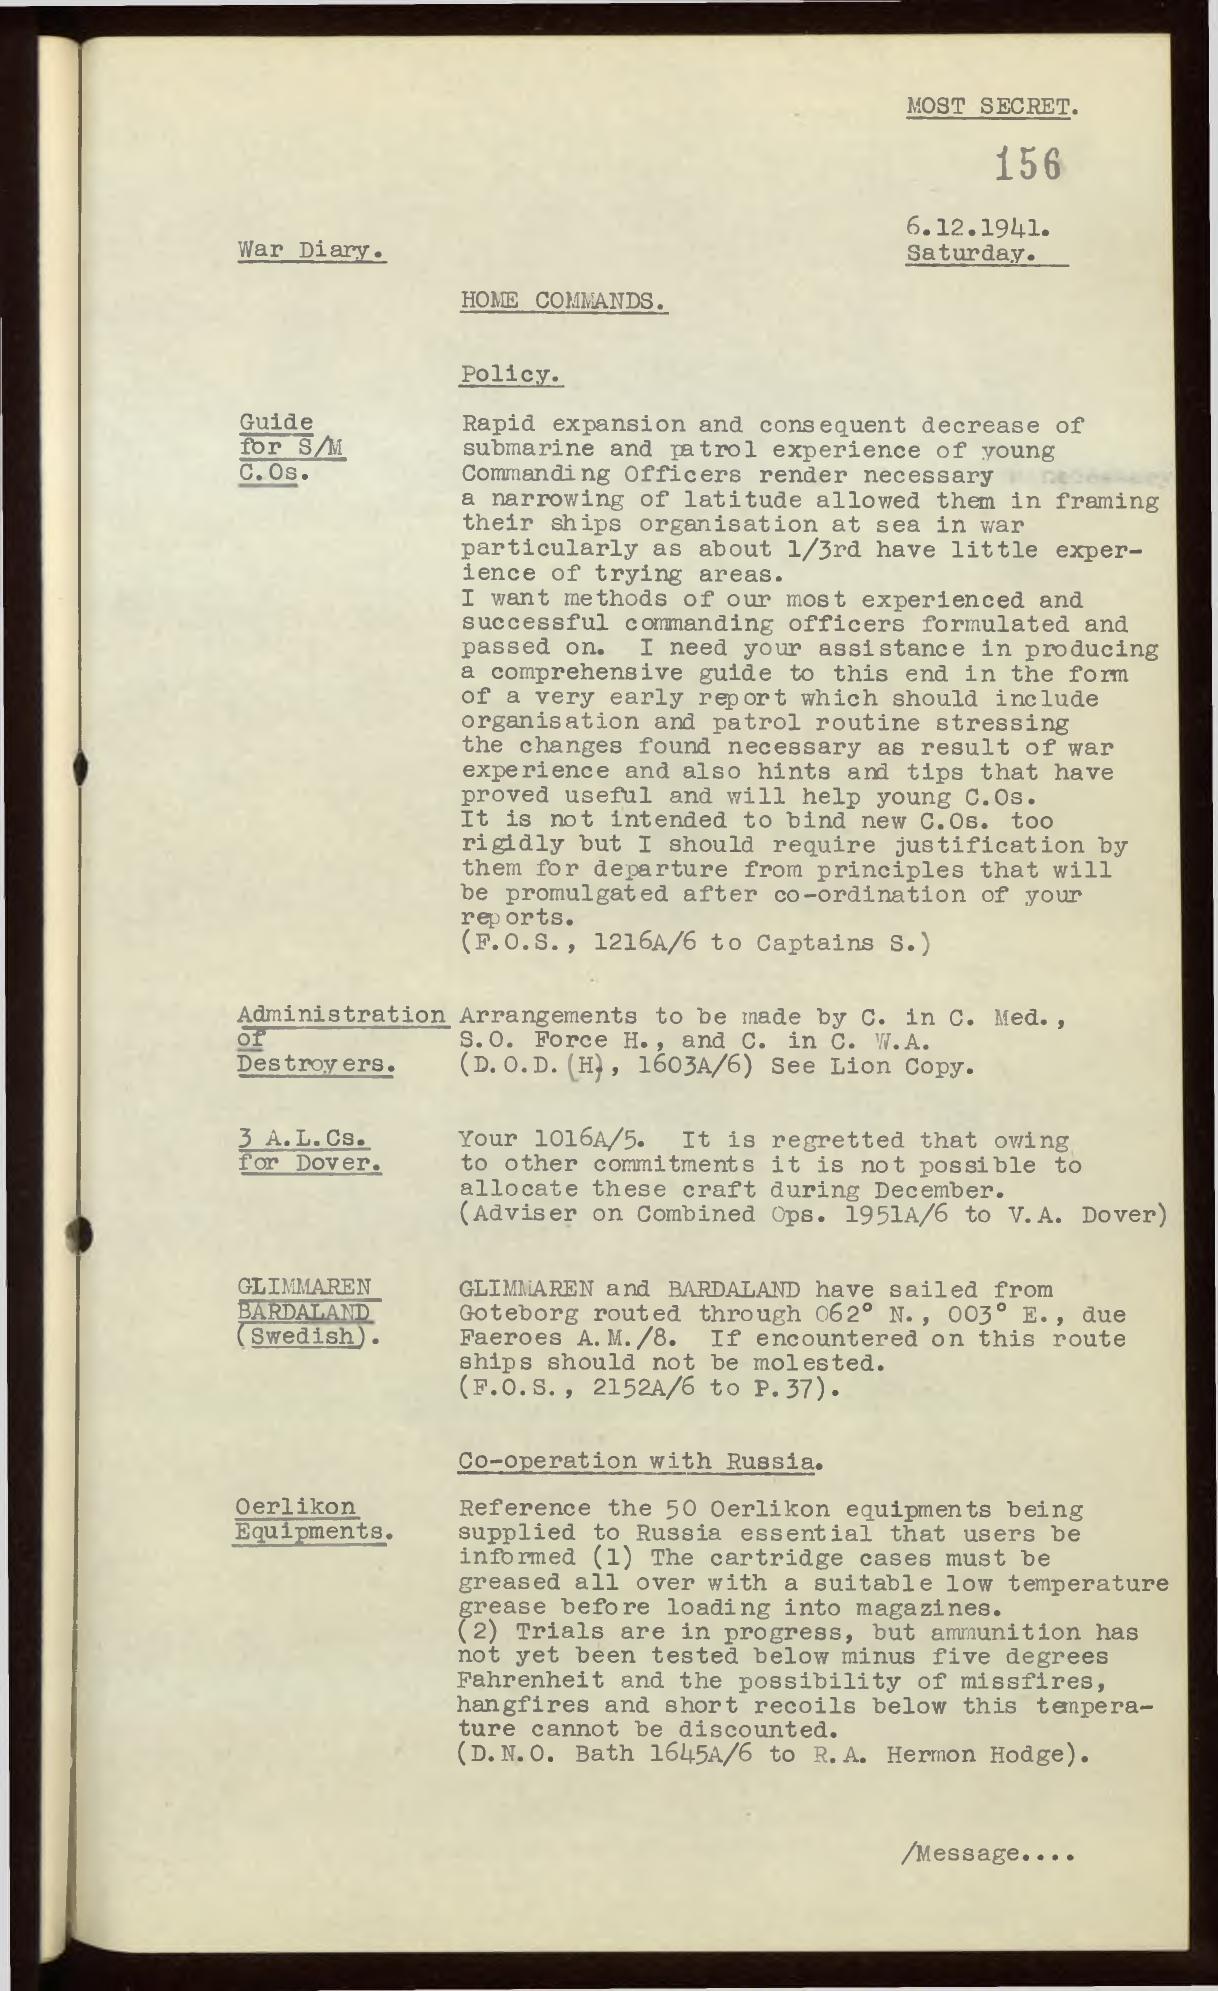 MOST SECRET.
156
6.12.1941.
War Diary.
Saturday.
HOME COMMANDS.
Policy.
Guide
for S/M
C.Os.
Rapid expansion and consequent decrease of
submarine and patrol experience of young
Commanding Officers render necessary
a narrowing of latitude allowed them in framing
their ships organisation at sea in war
particularly as about 1/3rd have little exper-
ience of trying areas.
I want methods of our most experienced and
successful commanding officers formulated and
passed on. I need your assistance in producing
a comprehensive guide to this end in the form
of a very early report which should include
organisation and patrol routine stressing
the changes found necessary as result of war
experience and also hints and tips that have
proved useful and will help young C.Os.
It is not intended to bind new C.Os. too
rigidly but I should require justification by
them for departure from principles that will
be promulgated after co-ordination of your
reports.
(F.O.S., 1216A/6 to Captains S.)
Administration
of
Destroyers.
Arrangements to be made by C. in C. Med.,
S.O. Force H., and C. in C. W.A.
(D.O.D.(H), 1603A/6) See Lion Copy.
3 A.L.Cs.
for Dover.
Your 1016A/5. It is regretted that owing
to other commitments it is not possible to
allocate these craft during December.
(Adviser on Combined Ops. 1951A/6 to V.A. Dover)
GLIMMAREN
BARDALAND
(Swedish).
GLIMMAREN and BARDALAND have sailed from
Goteborg routed through 062° N., 003° E., due
Faeroes A.M./8. If encountered on this route
ships should not be molested.
(F.O.S., 2152A/6 to P.37).
Co-operation with Russia.
Oerlikon
Equipments.
Reference the 50 Oerlikon equipments being
supplied to Russia essential that users be
informed (1) The cartridge cases must be
greased all over with a suitable low temperature
grease before loading into magazines.
(2) Trials are in progress, but ammunition has
not yet been tested below minus five degrees
Fahrenheit and the possibility of missfires,
hangfires and short recoils below this tempera-
ture cannot be discounted.
(D.N.O. Bath 1645A/6 to R.A. Hermon Hodge).
/Message....